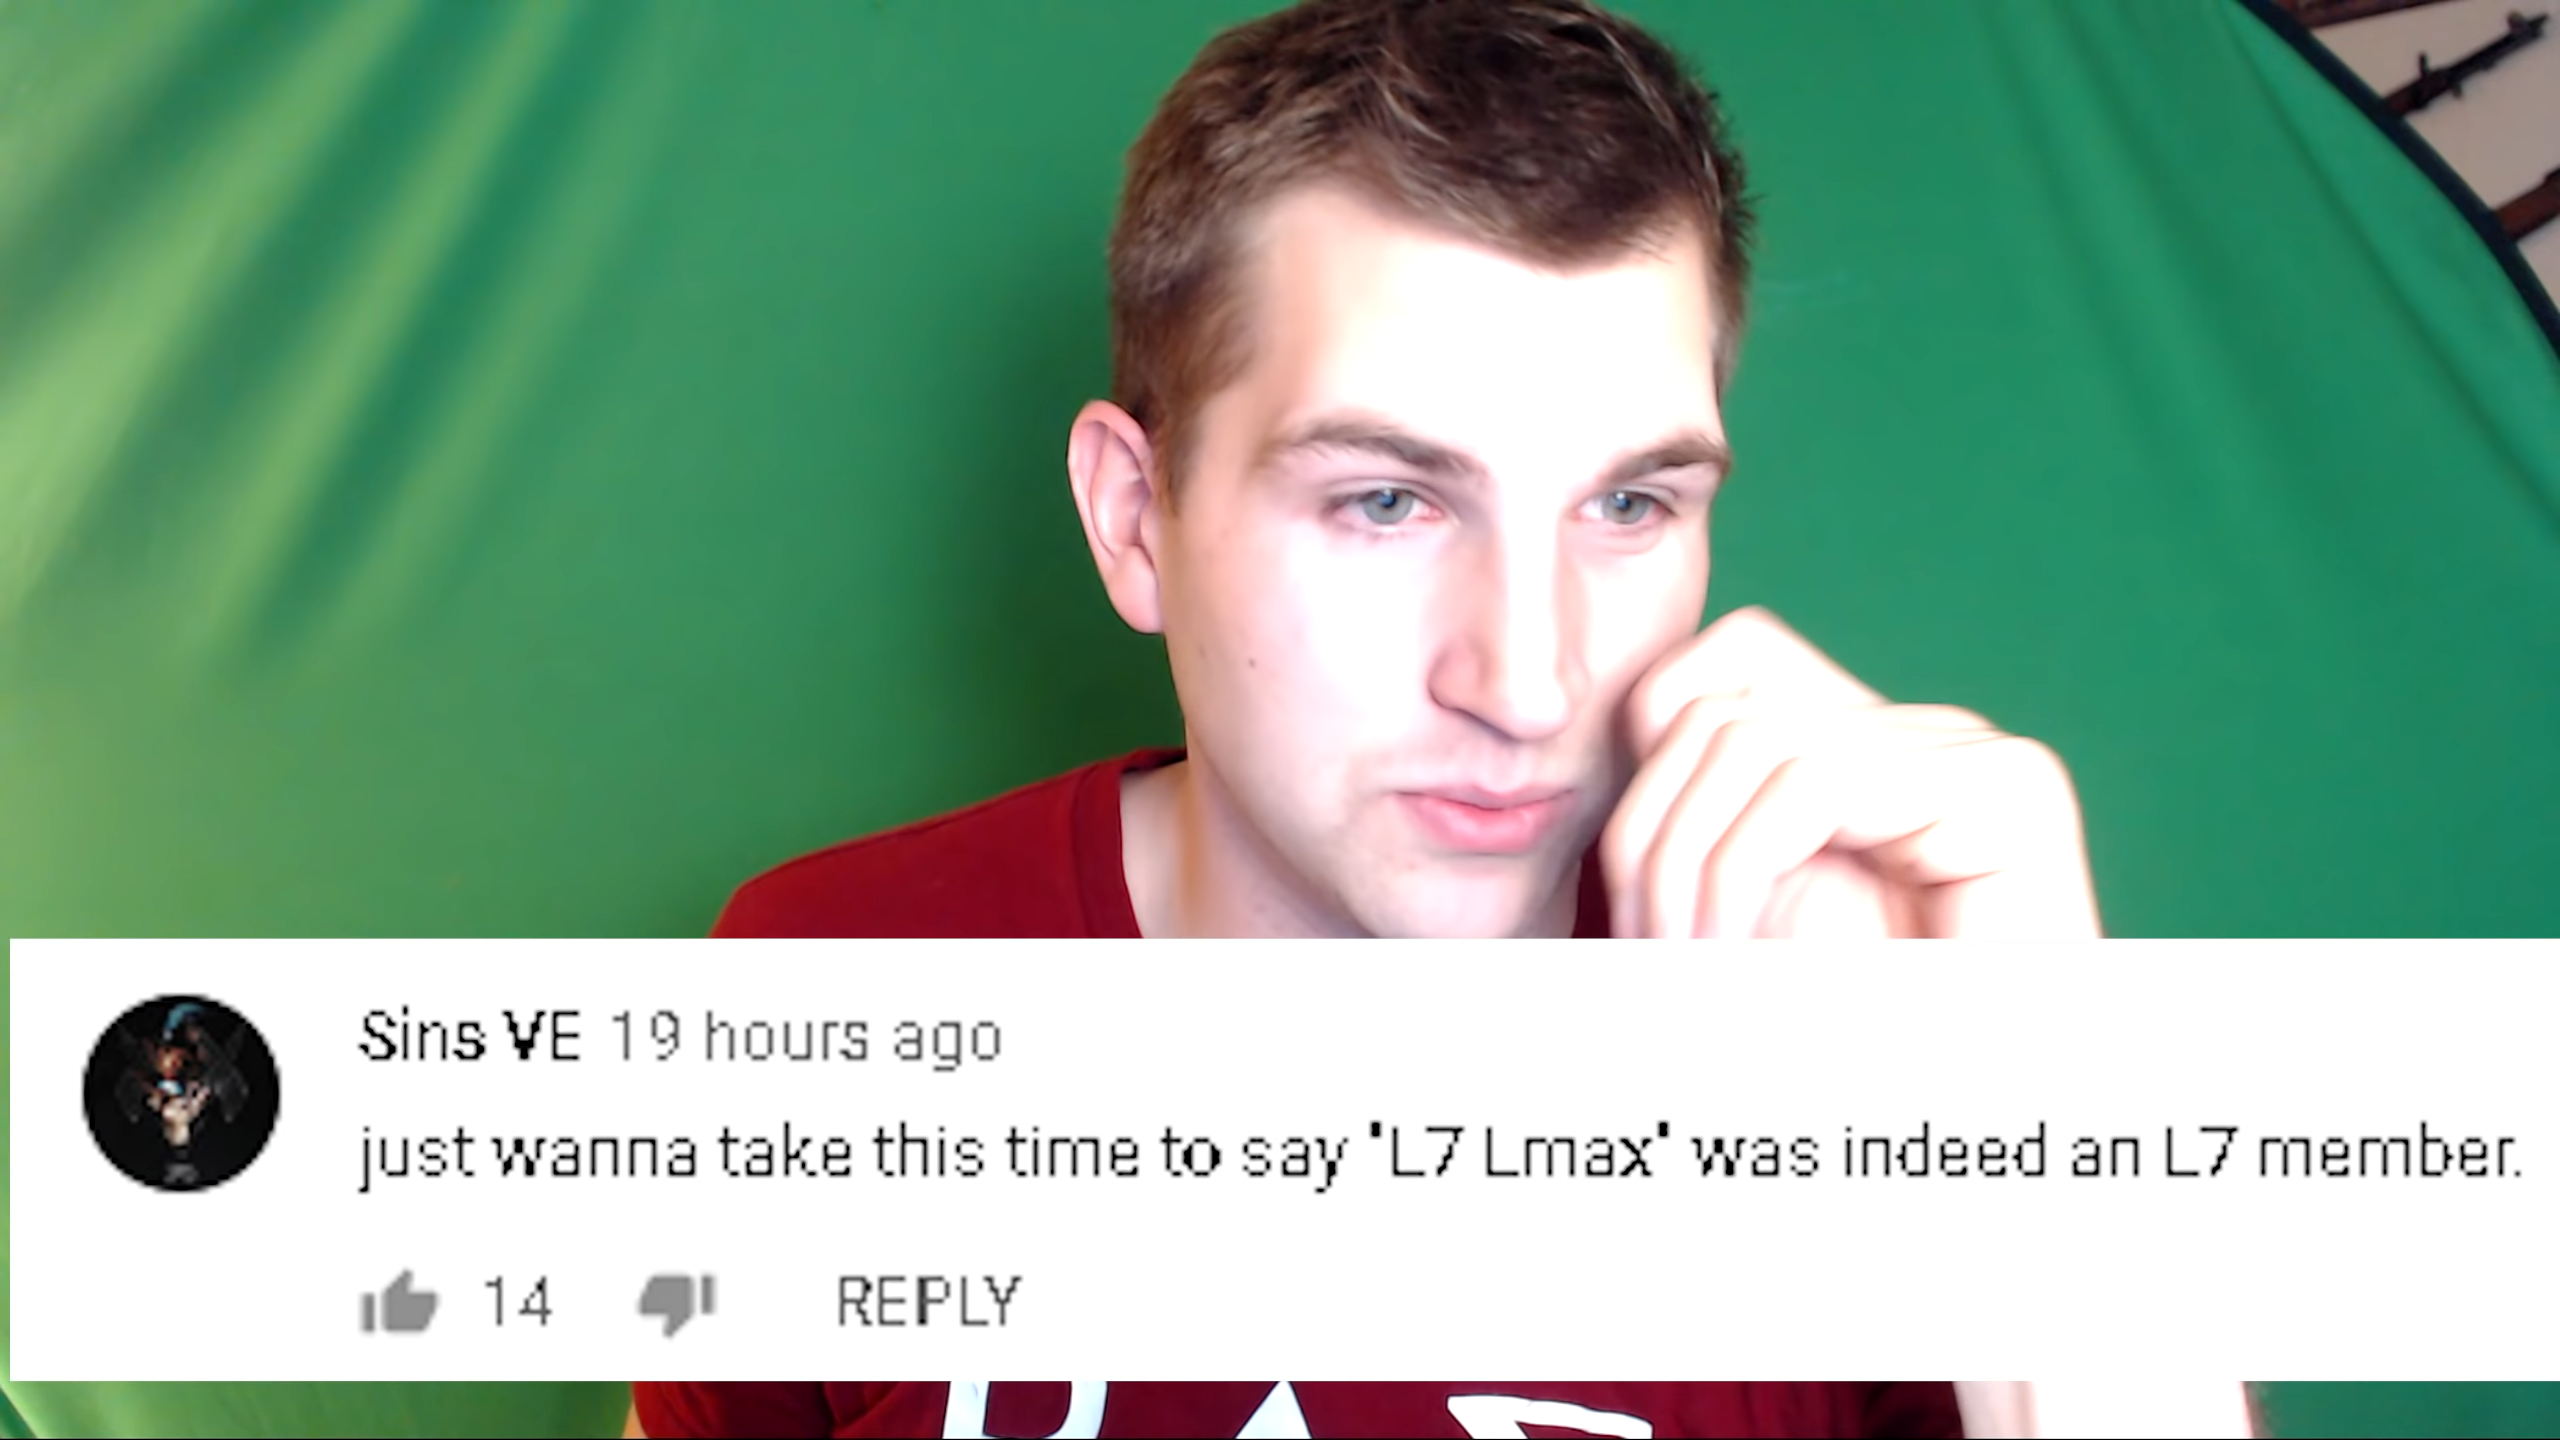 Sins VE 19 hours ago
just wanna take this time to say "L7 Lmax" was indeed an L7 member.
14 REPLY